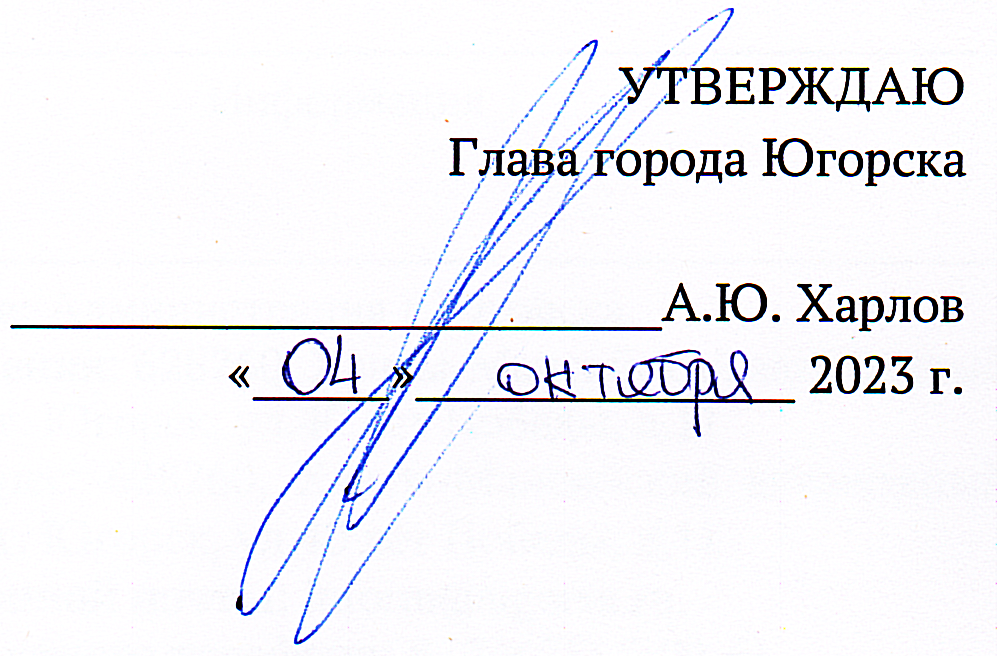 УТВЕРЖДАЮ
Глава города Югорска
А.Ю. Харлов
« 04 » октября 2023 г.